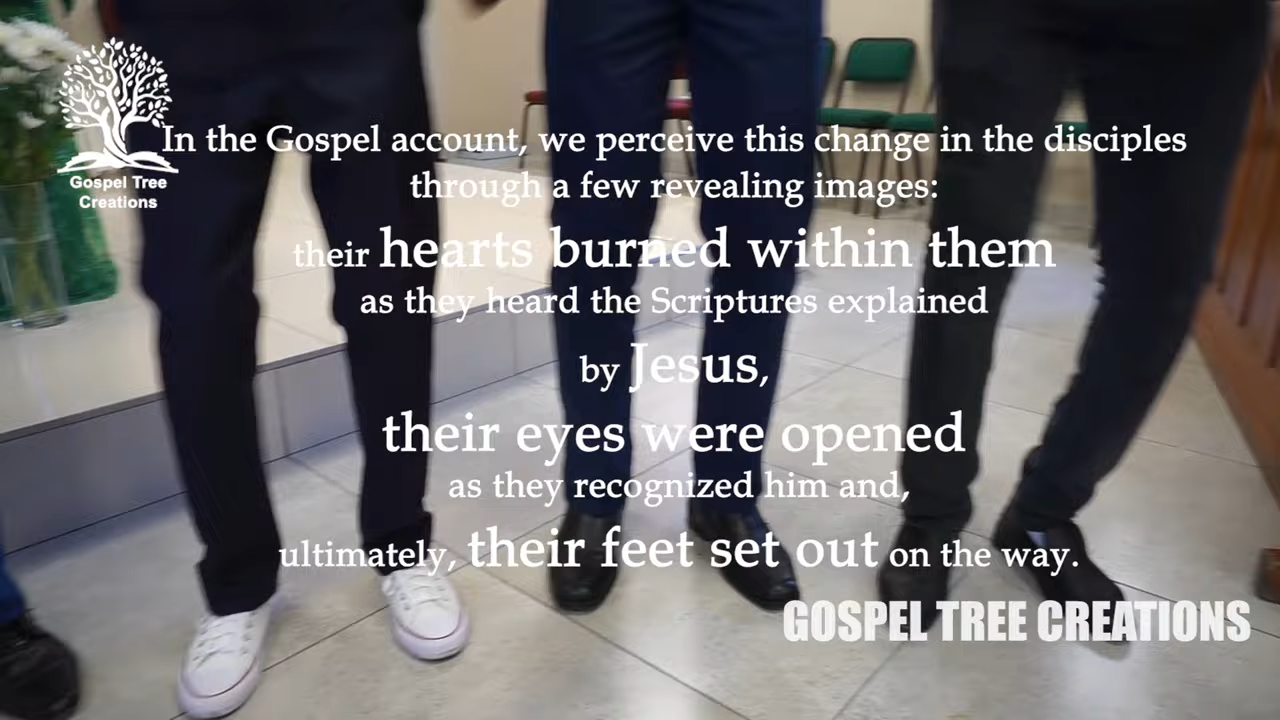 Gospel Tree
Creations
In the Gospel account, we perceive this change in the disciples
through a few revealing images:
their hearts burned within them
as they heard the Scriptures explained
by Jesus,
their eyes were opened
as they recognized him and,
ultimately, their feet set out on the way.
GOSPEL TREE CREATIONS